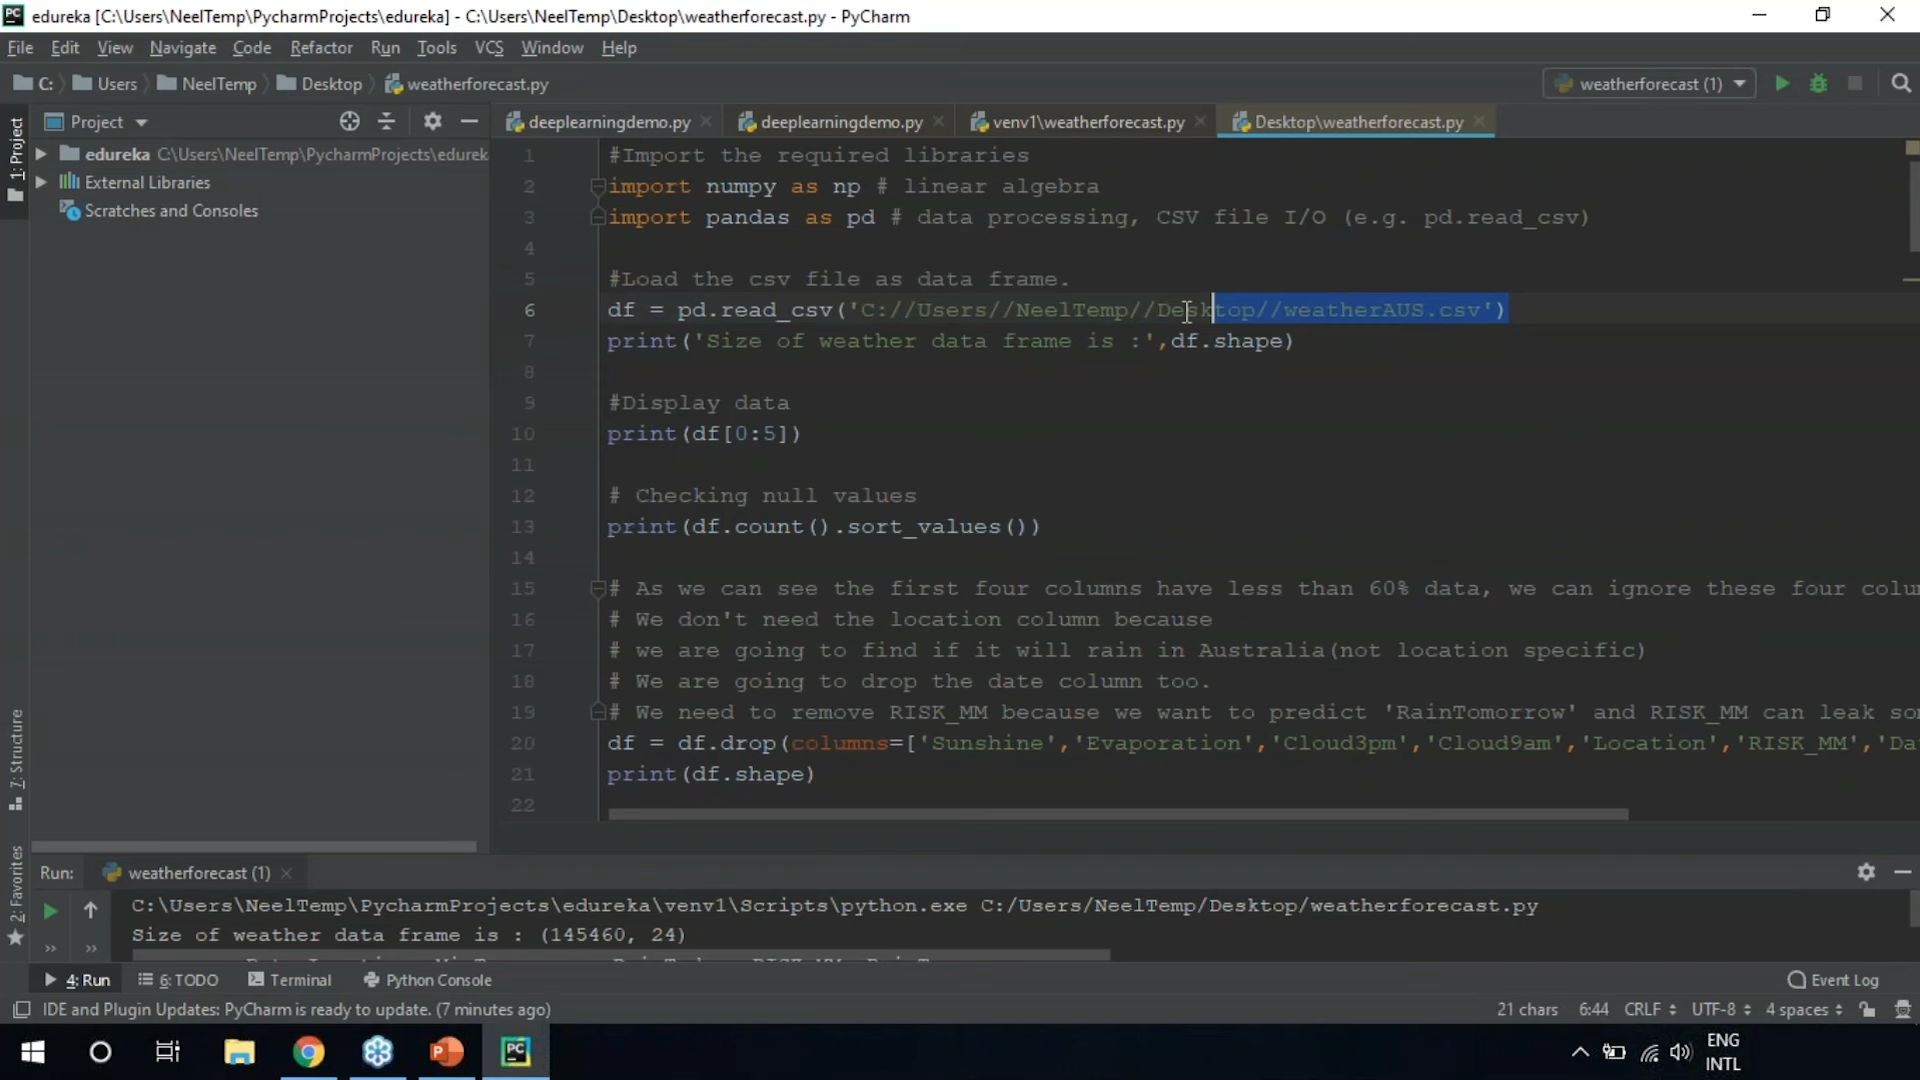 edureka [C:\Users\NeelTemp\PycharmProjects\edureka] - C:\Users\NeelTemp\Desktop\weatherforecast.py - PyCharm
File Edit View Navigate Code Refactor Run Tools VCS Window Help
C: Users NeelTemp Desktop weatherforecast.py
weatherforecast (1)
Project
deeplearningdemo.py deeplearningdemo.py venv1\weatherforecast.py Desktop\weatherforecast.py
1: Project
edureka C:\Users\NeelTemp\PycharmProjects\edurek
External Libraries
Scratches and Consoles
1 #Import the required libraries
2 import numpy as np # linear algebra
3 import pandas as pd # data processing, CSV file I/O (e.g. pd.read_csv)
4
5 #Load the csv file as data frame.
6 df = pd.read_csv('C://Users//NeelTemp//Desktop//weatherAUS.csv')
7 print('Size of weather data frame is :',df.shape)
8
9 #Display data
10 print(df[0:5])
11
12 # Checking null values
13 print(df.count().sort_values())
14
15 # As we can see the first four columns have less than 60% data, we can ignore these four colu
16 # We don't need the location column because
17 # we are going to find if it will rain in Australia(not location specific)
18 # We are going to drop the date column too.
19 # We need to remove RISK_MM because we want to predict 'RainTomorrow' and RISK_MM can leak so
20 df = df.drop(columns=['Sunshine','Evaporation','Cloud3pm','Cloud9am','Location','RISK_MM','Da
21 print(df.shape)
22
7: Structure
2: Favorites
Run: weatherforecast (1)
C:\Users\NeelTemp\PycharmProjects\edureka\venv1\Scripts\python.exe C:/Users/NeelTemp/Desktop/weatherforecast.py
Size of weather data frame is : (145460, 24)
4: Run 6: TODO Terminal Python Console Event Log
IDE and Plugin Updates: PyCharm is ready to update. (7 minutes ago) 21 chars 6:44 CRLF UTF-8 4 spaces
ENG
INTL